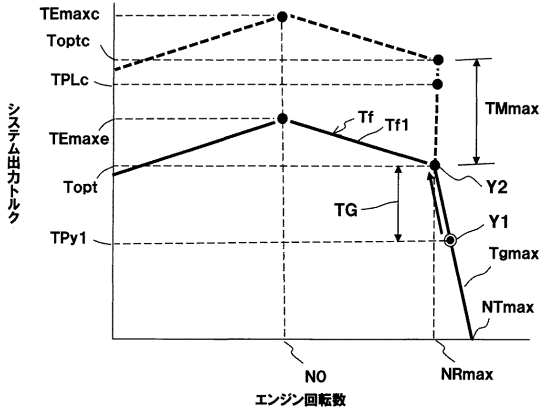 TEmaxc
Toptc
TPLc
TEmaxe
Topt
TPy1
システム出力トルク
Tf
Tf1
TMmax
TG
Y2
Y1
Tgmax
NTmax
N0
NRmax
エンジン回転数